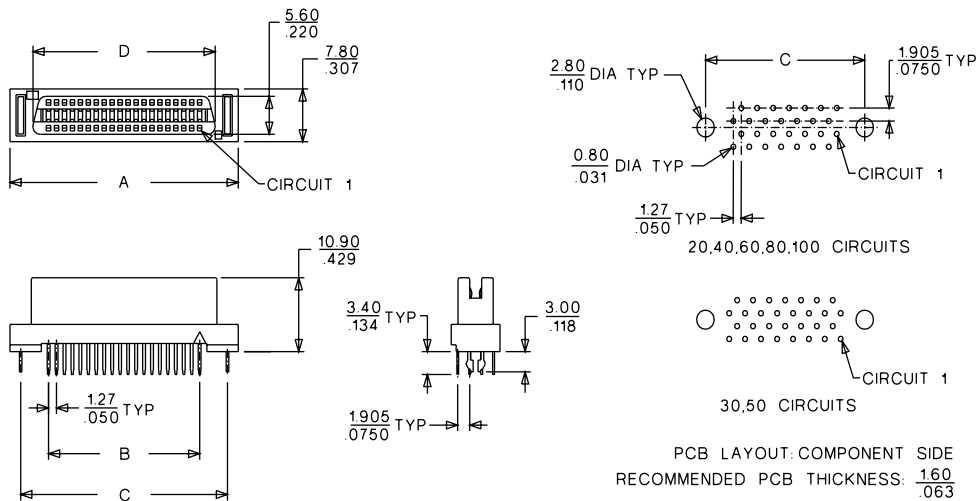 5.60
.220
D
7.80
.307
A
CIRCUIT 1
10.90
.429
1.27
.050 TYP
B
C
3.40
.134 TYP
3.00
.118
1.905
.0750
2.80
.110 DIA TYP
C
1.905
.0750 TYP
0.80
.031 DIA TYP
CIRCUIT 1
1.27
.050 TYP
20,40,60,80,100 CIRCUITS
CIRCUIT 1
30,50 CIRCUITS
PCB LAYOUT: COMPONENT SIDE
RECOMMENDED PCB THICKNESS: 1.60
.063